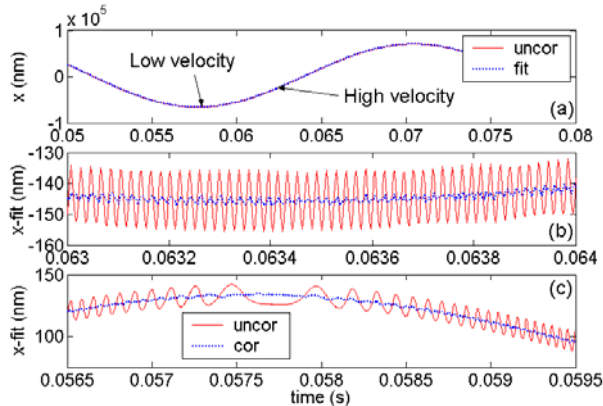 1 x 10^5
x (nm)
0
-1
Low velocity
High velocity
uncor
fit
(a)
0.05 0.055 0.06 0.065 0.07 0.075 0.08
x-fit (nm)
-130
-140
-150
-160
(b)
0.063 0.0632 0.0634 0.0636 0.0638 0.064
x-fit (nm)
150
100
(c)
uncor
cor
0.0565 0.057 0.0575 0.058 0.0585 0.059 0.0595
time (s)